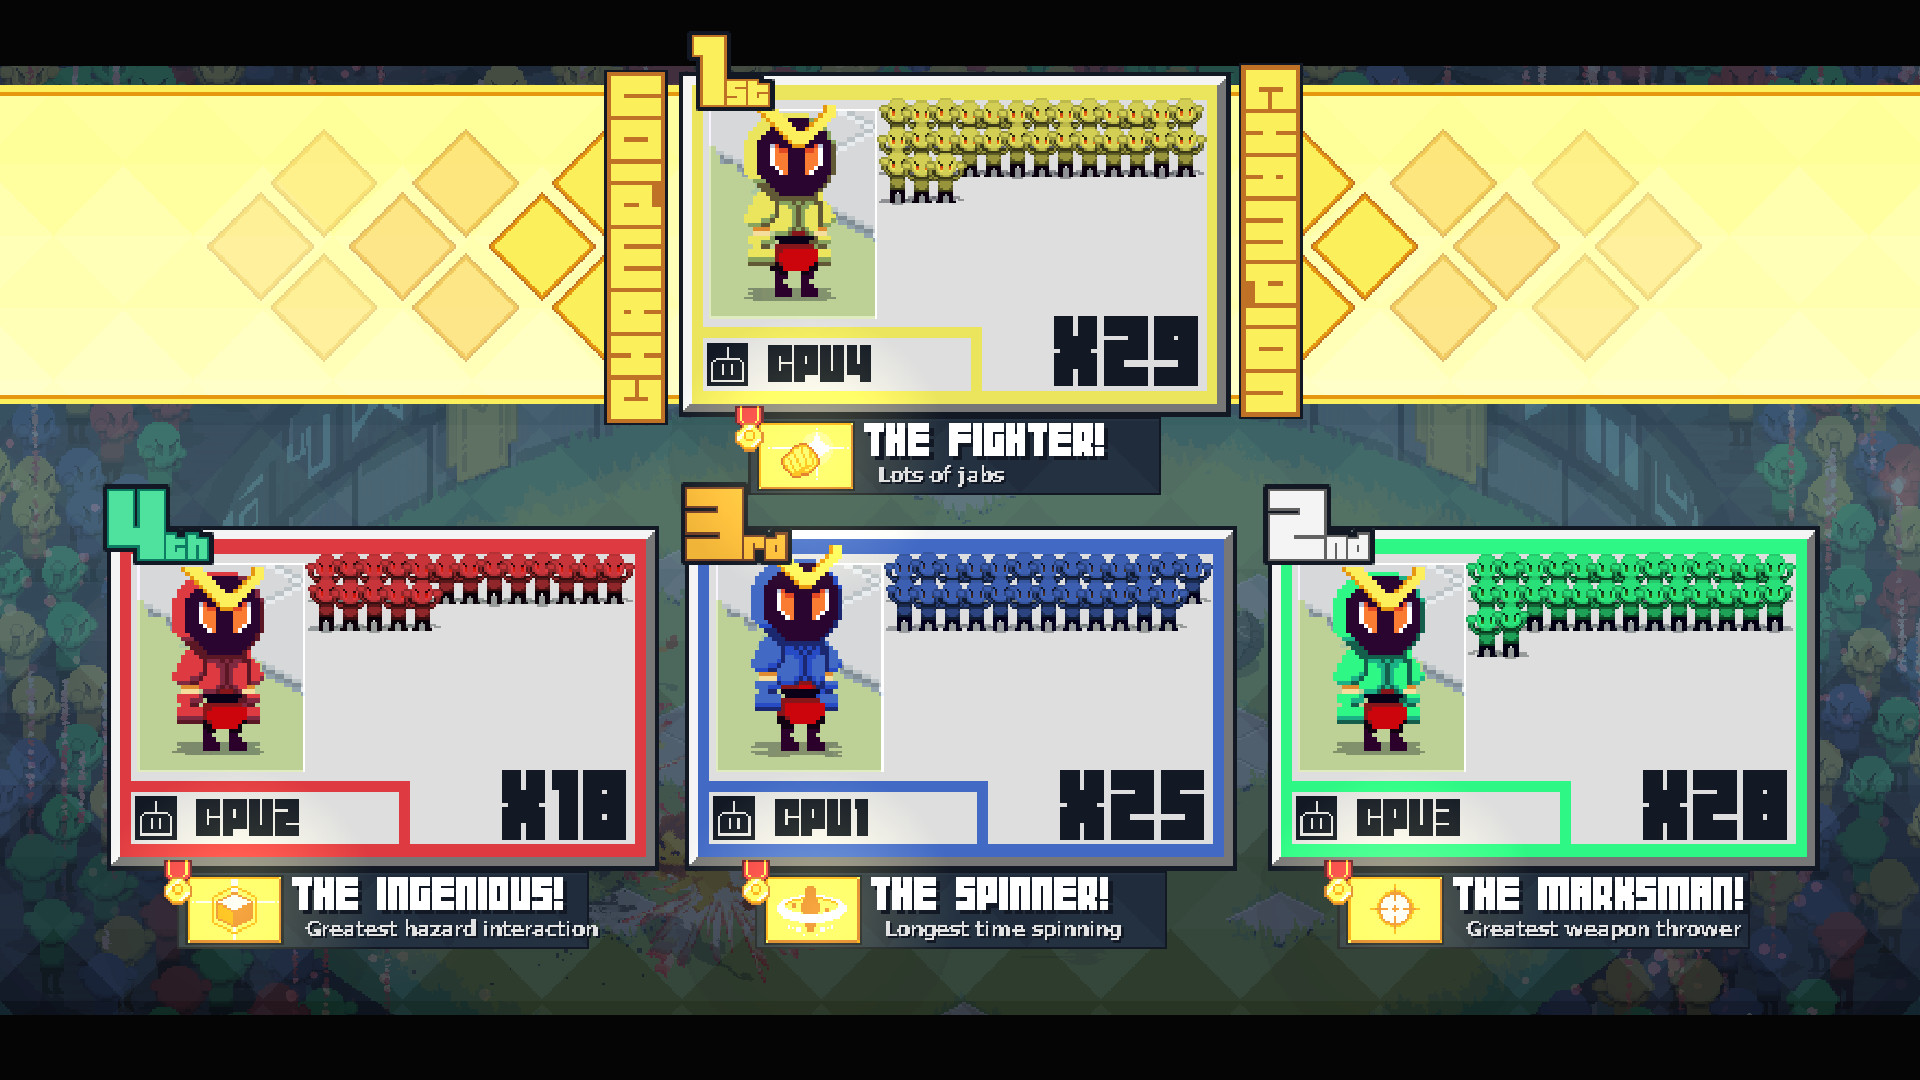 1st
CHAMPION
CHAMPION
CPU4
X29
THE FIGHTER!
Lots of jabs
4th
CPU2
X18
THE INGENIOUS!
Greatest hazard interaction
3rd
CPU1
X25
THE SPINNER!
Longest time spinning
2nd
CPU3
X28
THE MARKSMAN!
Greatest weapon thrower